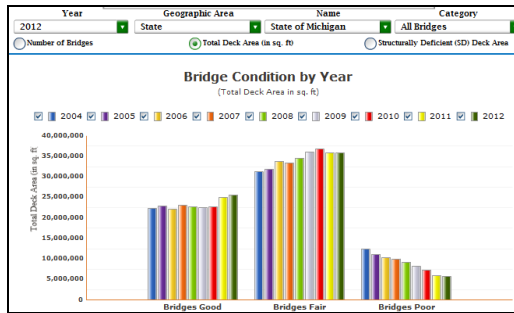 Year Geographic Area Name Category
2012 State State of Michigan All Bridges
Number of Bridges Total Deck Area (in sq. ft) Structurally Deficient (SD) Deck Area
Bridge Condition by Year
(Total Deck Area in sq. ft)
2004 2005 2006 2007 2008 2009 2010 2011 2012
Total Deck Area (in sq. ft
40,000,000
35,000,000
30,000,000
25,000,000
20,000,000
15,000,000
10,000,000
5,000,000
0
Bridges Good Bridges Fair Bridges Poor